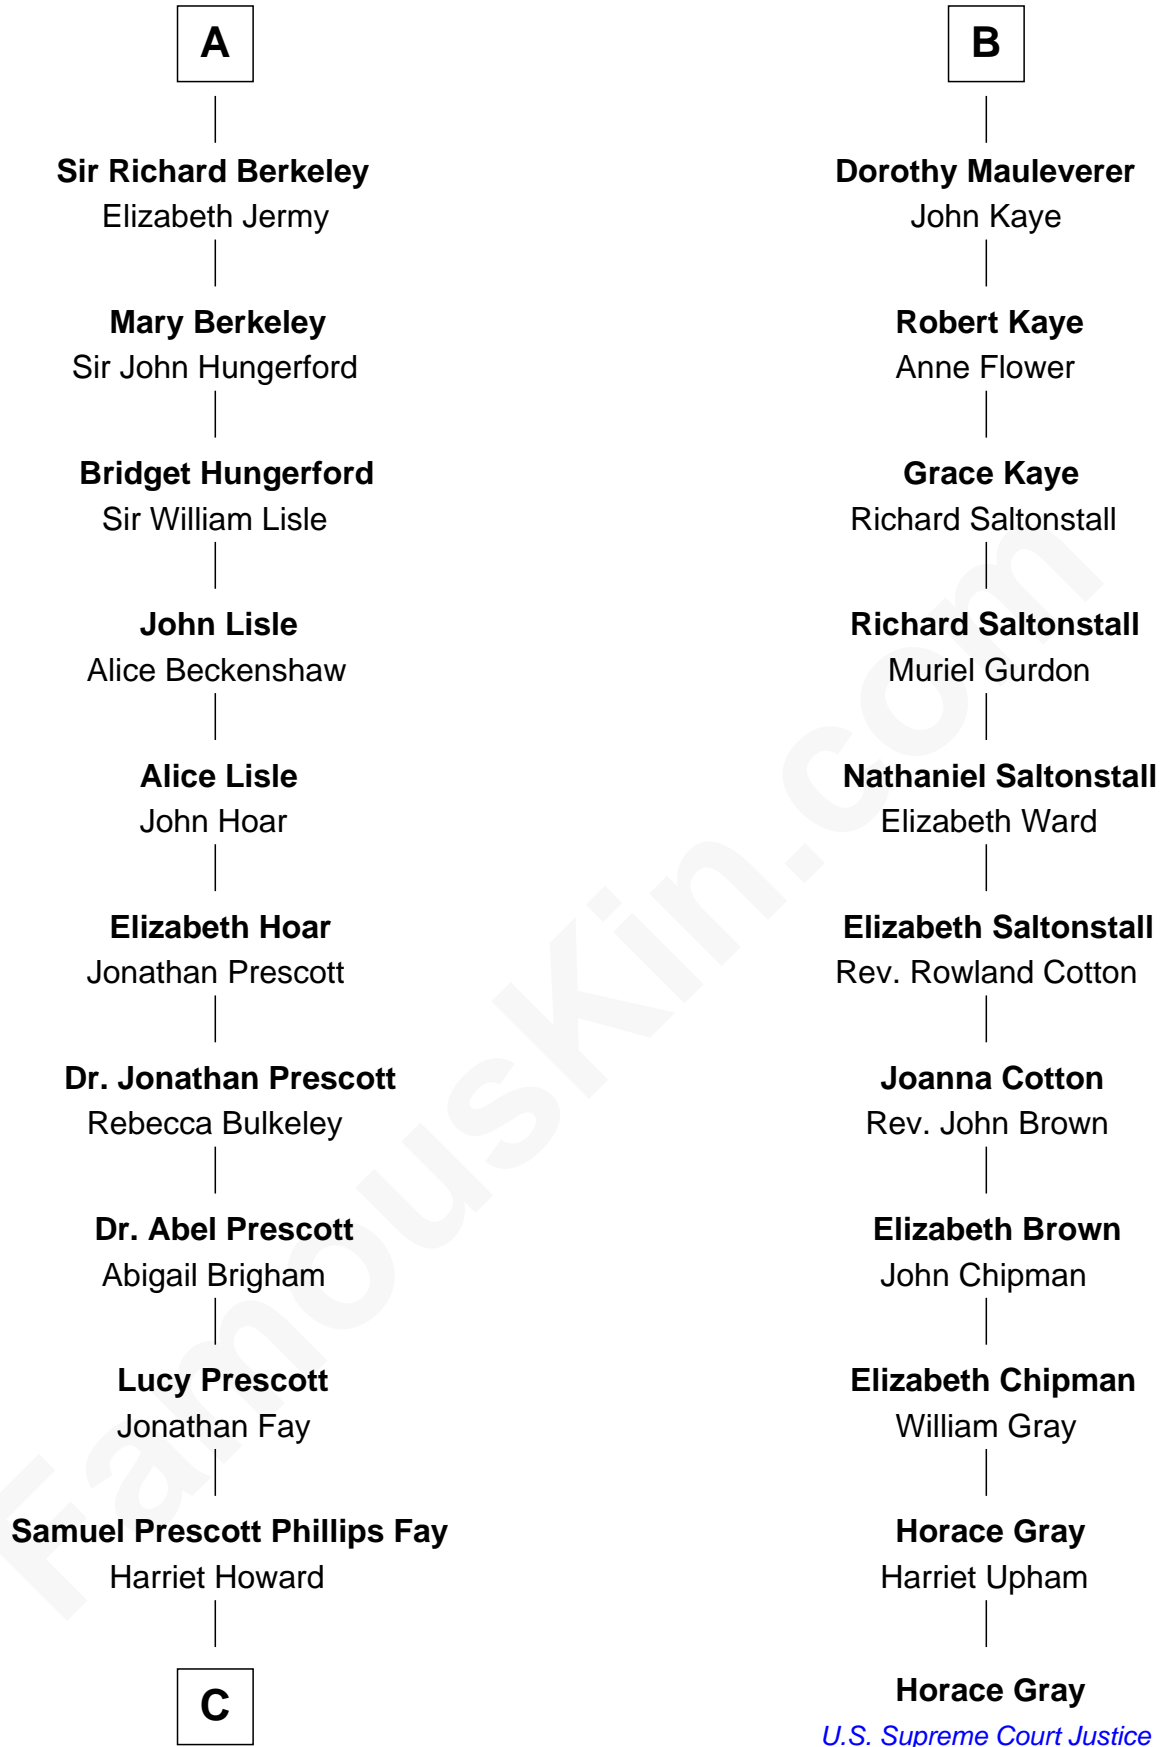 A
Sir Richard Berkeley
Elizabeth Jermy
Mary Berkeley
Sir John Hungerford
Bridget Hungerford
Sir William Lisle
John Lisle
Alice Beckenshaw
Alice Lisle
John Hoar
Elizabeth Hoar
Jonathan Prescott
Dr. Jonathan Prescott
Rebecca Bulkeley
Dr. Abel Prescott
Abigail Brigham
Lucy Prescott
Jonathan Fay
Samuel Prescott Phillips Fay
Harriet Howard
C
B
Dorothy Mauleverer
John Kaye
Robert Kaye
Anne Flower
Grace Kaye
Richard Saltonstall
Richard Saltonstall
Muriel Gurdon
Nathaniel Saltonstall
Elizabeth Ward
Elizabeth Saltonstall
Rev. Rowland Cotton
Joanna Cotton
Rev. John Brown
Elizabeth Brown
John Chipman
Elizabeth Chipman
William Gray
Horace Gray
Harriet Upham
Horace Gray
U.S. Supreme Court Justice
FamousKin.com